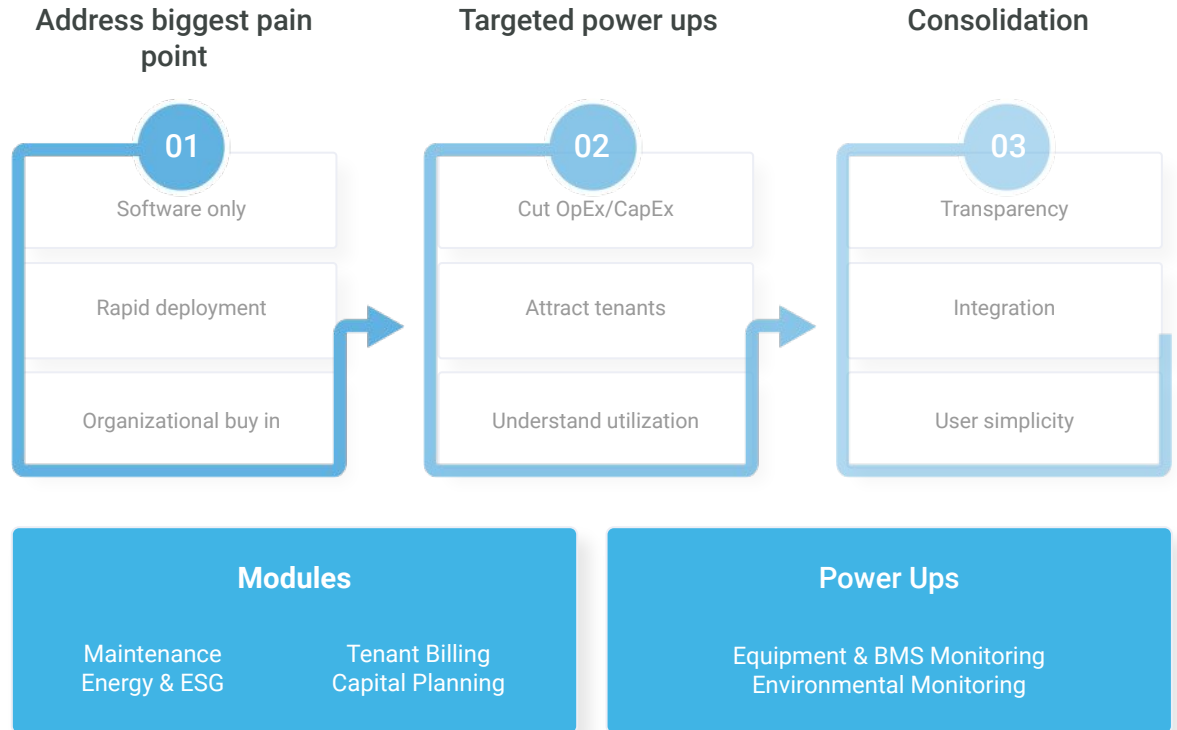 Address biggest pain
point
01
Software only
Rapid deployment
Organizational buy in
Targeted power ups
02
Cut OpEx/CapEx
Attract tenants
Understand utilization
Consolidation
03
Transparency
Integration
User simplicity
Modules
Maintenance
Energy & ESG
Tenant Billing
Capital Planning
Power Ups
Equipment & BMS Monitoring
Environmental Monitoring